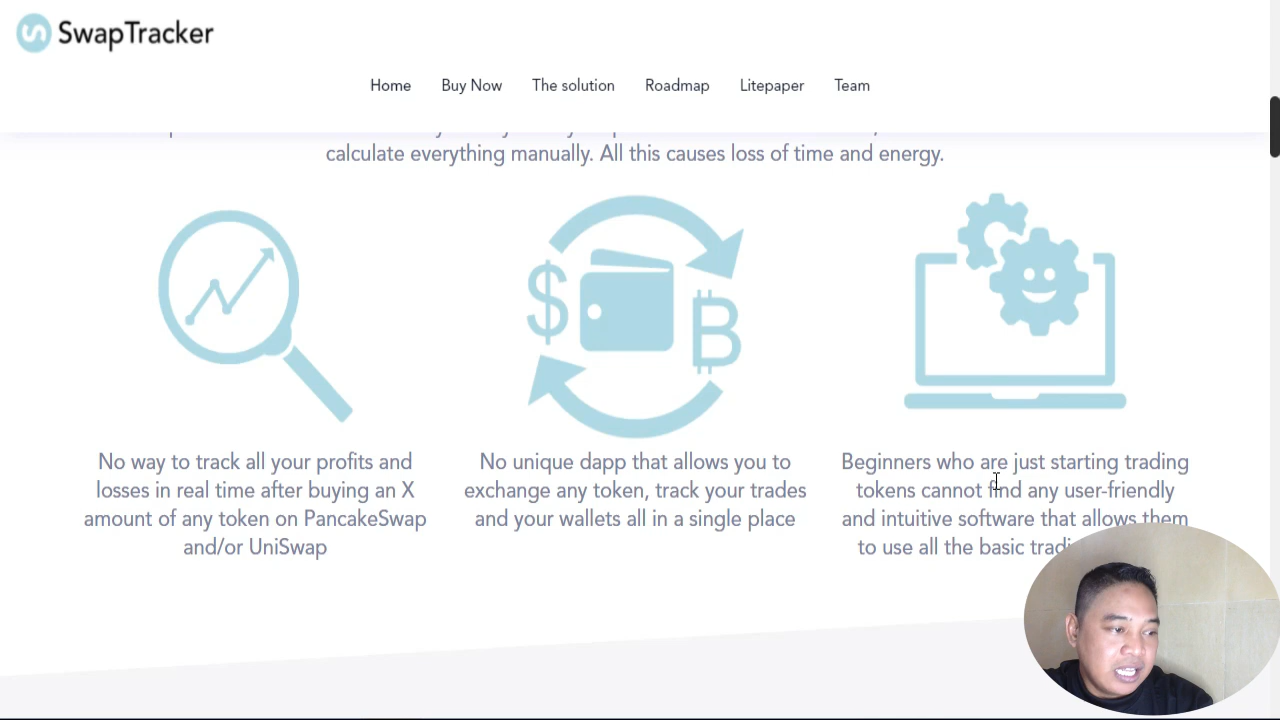 SwapTracker
Home Buy Now The solution Roadmap Litepaper Team
calculate everything manually. All this causes loss of time and energy.
No way to track all your profits and
losses in real time after buying an X
amount of any token on PancakeSwap
and/or UniSwap
No unique dapp that allows you to
exchange any token, track your trades
and your wallets all in a single place
Beginners who are just starting trading
tokens cannot find any user-friendly
and intuitive software that allows them
to use all the basic